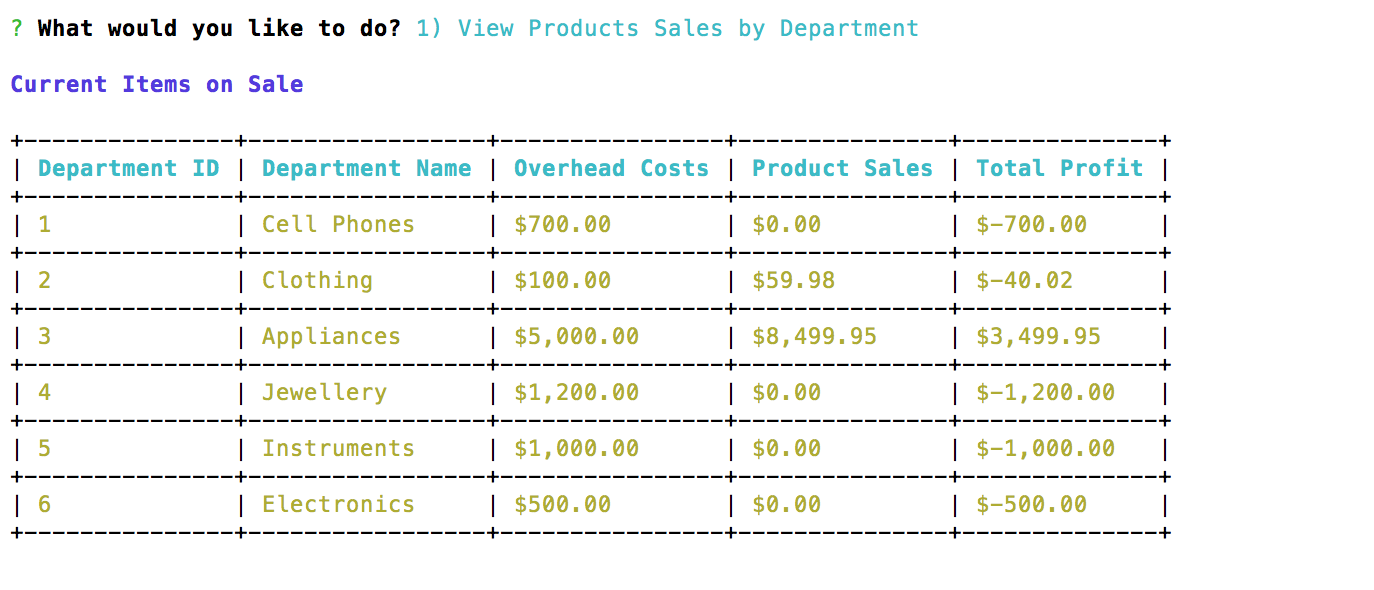 ? What would you like to do? 1) View Products Sales by Department
Current Items on Sale
+---------------+-----------------+----------------+---------------+--------------+
| Department ID | Department Name | Overhead Costs | Product Sales | Total Profit |
+---------------+-----------------+----------------+---------------+--------------+
| 1             | Cell Phones     | $700.00        | $0.00         | $-700.00     |
+---------------+-----------------+----------------+---------------+--------------+
| 2             | Clothing        | $100.00        | $59.98        | $-40.02      |
+---------------+-----------------+----------------+---------------+--------------+
| 3             | Appliances      | $5,000.00      | $8,499.95     | $3,499.95    |
+---------------+-----------------+----------------+---------------+--------------+
| 4             | Jewellery       | $1,200.00      | $0.00         | $-1,200.00   |
+---------------+-----------------+----------------+---------------+--------------+
| 5             | Instruments     | $1,000.00      | $0.00         | $-1,000.00   |
+---------------+-----------------+----------------+---------------+--------------+
| 6             | Electronics     | $500.00        | $0.00         | $-500.00     |
+---------------+-----------------+----------------+---------------+--------------+